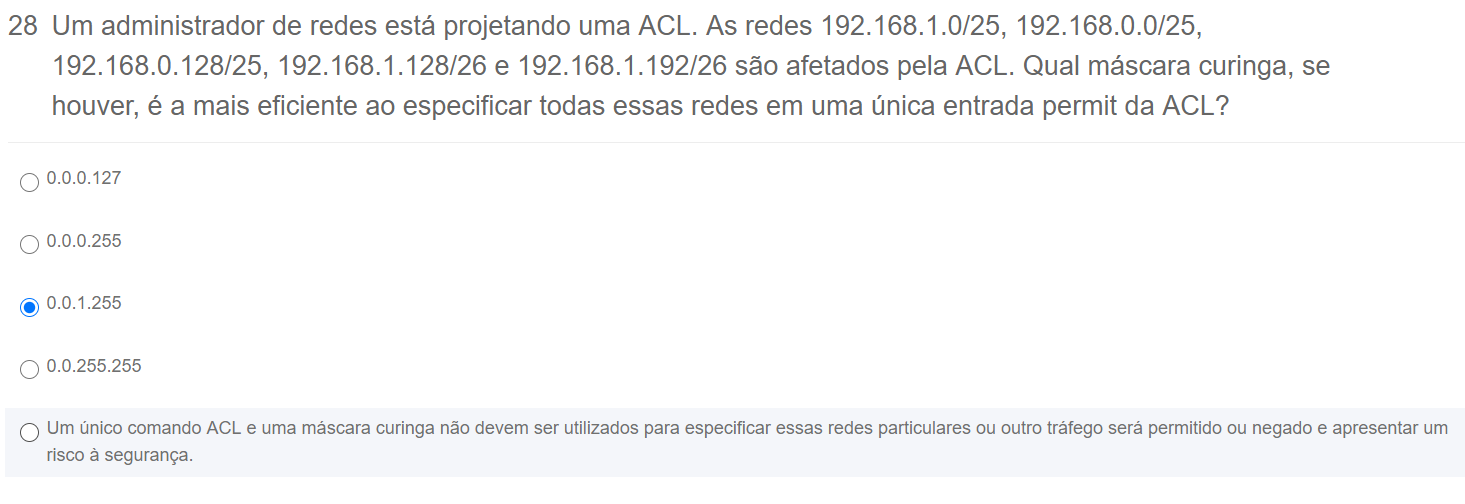 28 Um administrador de redes está projetando uma ACL. As redes 192.168.1.0/25, 192.168.0.0/25,
192.168.0.128/25, 192.168.1.128/26 e 192.168.1.192/26 são afetados pela ACL. Qual máscara curinga, se
houver, é a mais eficiente ao especificar todas essas redes em uma única entrada permit da ACL?
0.0.0.127
0.0.0.255
0.0.1.255
0.0.255.255
Um único comando ACL e uma máscara curinga não devem ser utilizados para especificar essas redes particulares ou outro tráfego será permitido ou negado e apresentar um
risco à segurança.